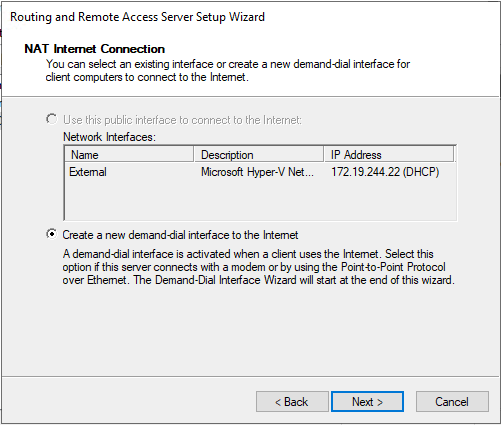 Routing and Remote Access Server Setup Wizard
NAT Internet Connection
You can select an existing interface or create a new demand-dial interface for
client computers to connect to the Internet.
Use this public interface to connect to the Internet:
Network Interfaces:
Name Description IP Address
External Microsoft Hyper-V Net... 172.19.244.22 (DHCP)
Create a new demand-dial interface to the Internet
A demand-dial interface is activated when a client uses the Internet. Select this
option if this server connects with a modem or by using the Point-to-Point Protocol
over Ethernet. The Demand-Dial Interface Wizard will start at the end of this wizard.
< Back Next > Cancel